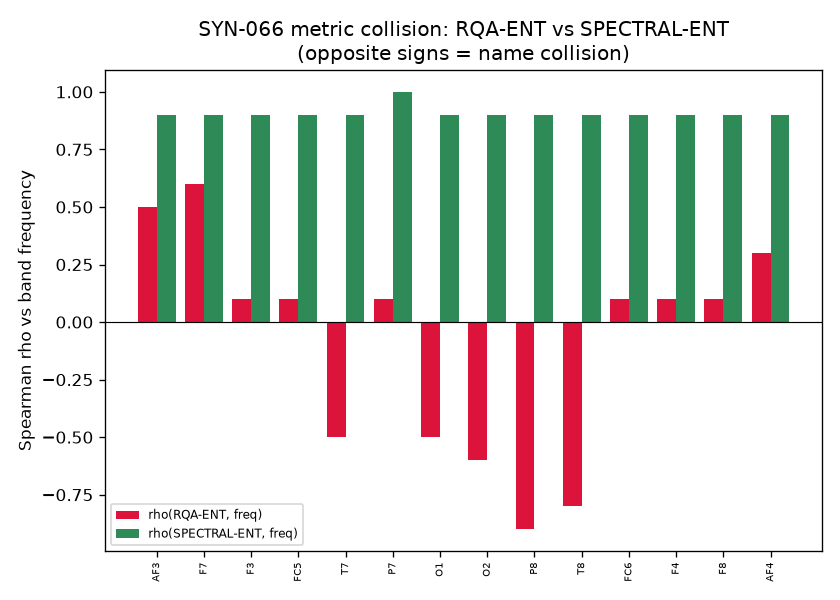 SYN-066 metric collision: RQA-ENT vs SPECTRAL-ENT
(opposite signs = name collision)
Spearman rho vs band frequency
1.00
0.75
0.50
0.25
0.00
−0.25
−0.50
−0.75
rho(RQA-ENT, freq)
rho(SPECTRAL-ENT, freq)
AF3
F7
F3
FC5
T7
P7
O1
O2
P8
T8
FC6
F4
F8
AF4